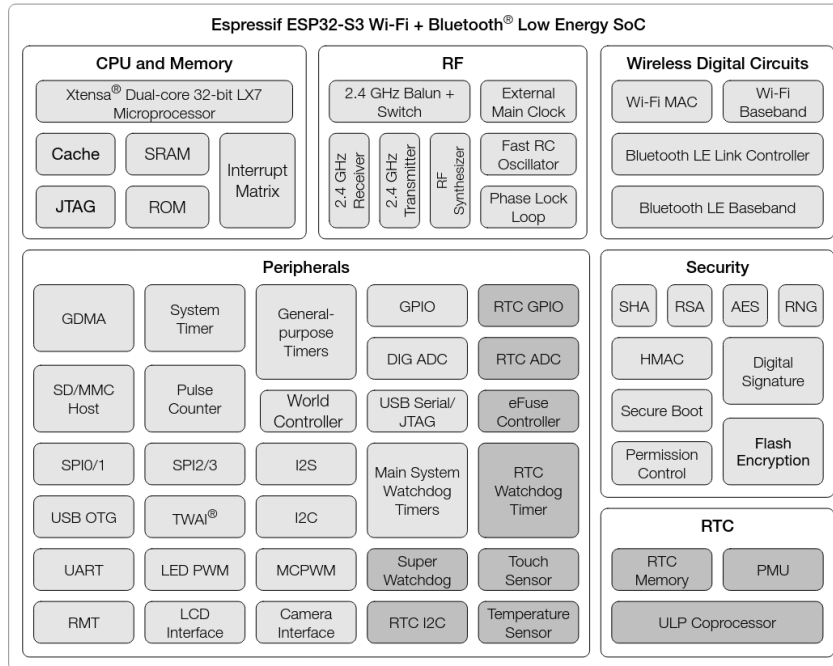 Espressif ESP32-S3 Wi-Fi + Bluetooth® Low Energy SoC
CPU and Memory
Xtensa® Dual-core 32-bit LX7
Microprocessor
Cache
SRAM
Interrupt
Matrix
JTAG
ROM
RF
2.4 GHz Balun +
Switch
External
Main Clock
2.4 GHz
Receiver
2.4 GHz
Transmitter
RF
Synthesizer
Fast RC
Oscillator
Phase Lock
Loop
Wireless Digital Circuits
Wi-Fi MAC
Wi-Fi
Baseband
Bluetooth LE Link Controller
Bluetooth LE Baseband
Peripherals
GDMA
System
Timer
General-
purpose
Timers
GPIO
RTC GPIO
DIG ADC
RTC ADC
SD/MMC
Host
Pulse
Counter
World
Controller
USB Serial/
JTAG
eFuse
Controller
SPI0/1
SPI2/3
I2S
Main System
Watchdog
Timers
RTC
Watchdog
Timer
USB OTG
TWAI®
I2C
UART
LED PWM
MCPWM
Super
Watchdog
Touch
Sensor
RMT
LCD
Interface
Camera
Interface
RTC I2C
Temperature
Sensor
Security
SHA
RSA
AES
RNG
HMAC
Digital
Signature
Secure Boot
Flash
Encryption
Permission
Control
RTC
RTC
Memory
PMU
ULP Coprocessor